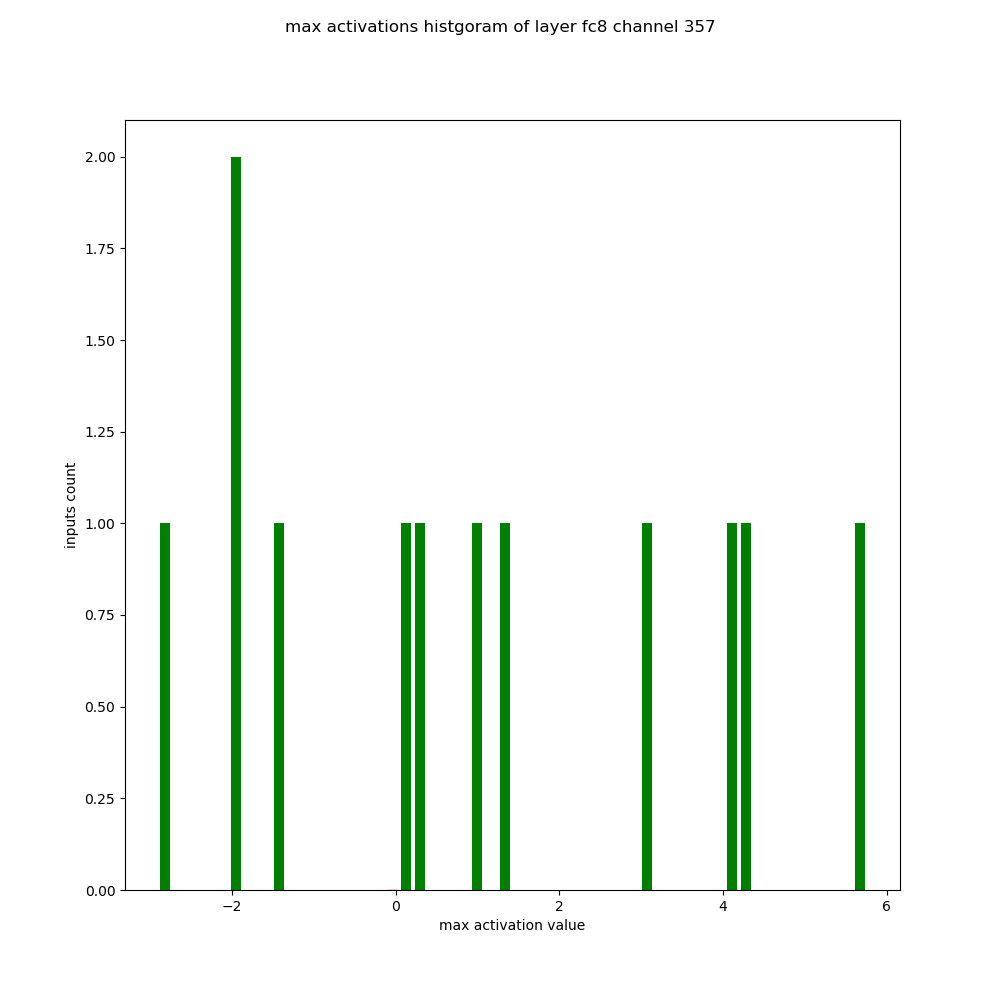 max activations histgoram of layer fc8 channel 357
2.00
1.75
1.50
1.25
1.00
0.75
0.50
0.25
0.00
inputs count
−2 0 2 4 6
max activation value